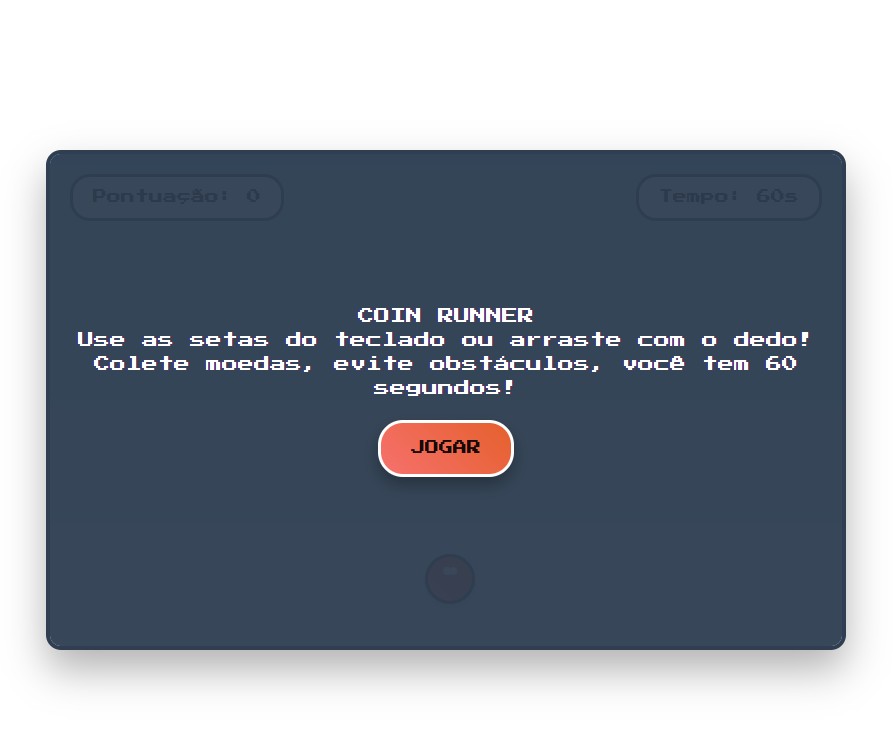 Pontuação: 0
Tempo: 60s
COIN RUNNER
Use as setas do teclado ou arraste com o dedo!
Colete moedas, evite obstáculos, você tem 60
segundos!
JOGAR